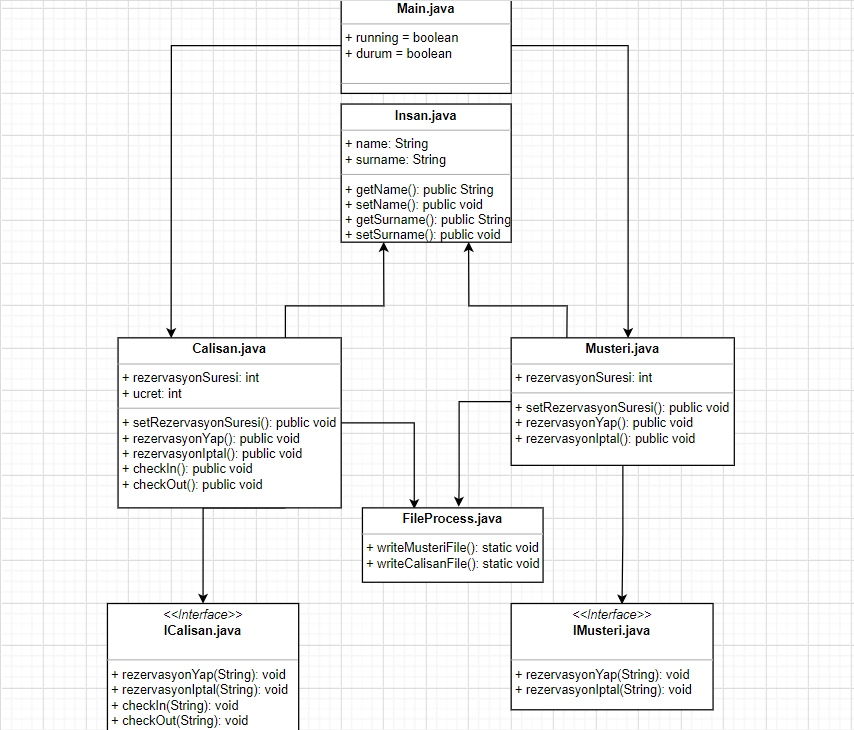 Main.java
+ running = boolean
+ durum = boolean
Insan.java
+ name: String
+ surname: String
+ getName(): public String
+ setName(): public void
+ getSurname(): public String
+ setSurname(): public void
Calisan.java
+ rezervasyonSuresi: int
+ ucret: int
+ setRezervasyonSuresi(): public void
+ rezervasyonYap(): public void
+ rezervasyonIptal(): public void
+ checkIn(): public void
+ checkOut(): public void
Musteri.java
+ rezervasyonSuresi: int
+ setRezervasyonSuresi(): public void
+ rezervasyonYap(): public void
+ rezervasyonIptal(): public void
FileProcess.java
+ writeMusteriFile(): static void
+ writeCalisanFile(): static void
<<Interface>>
ICalisan.java
+ rezervasyonYap(String): void
+ rezervasyonIptal(String): void
+ checkIn(String): void
+ checkOut(String): void
<<Interface>>
IMusteri.java
+ rezervasyonYap(String): void
+ rezervasyonIptal(String): void